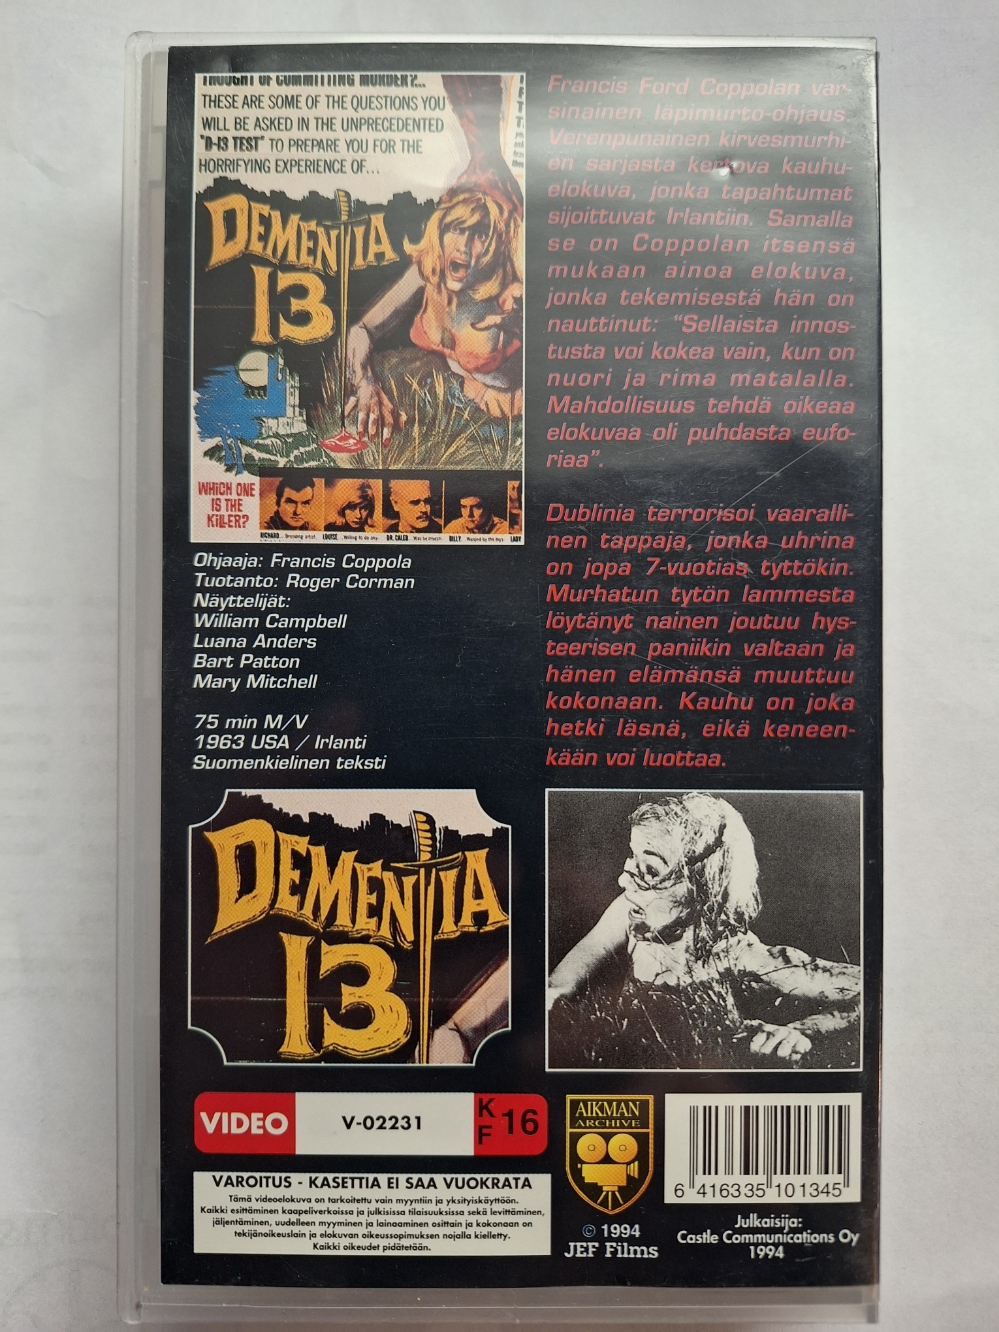 THOUGHT OF COMMITTING MURDER?...
THESE ARE SOME OF THE QUESTIONS YOU
WILL BE ASKED IN THE UNPRECEDENTED
"D-13 TEST" TO PREPARE YOU FOR THE
HORRIFYING EXPERIENCE OF...
DEMENTIA
13
WHICH ONE
IS THE
KILLER?
RICHARD... LOUISE... DR. CALEB... BILLY... LADY
Ohjaaja: Francis Coppola
Tuotanto: Roger Corman
Näyttelijät:
William Campbell
Luana Anders
Bart Patton
Mary Mitchell
75 min M/V
1963 USA / Irlanti
Suomenkielinen teksti
Francis Ford Coppolan var-
sinainen läpimurto-ohjaus.
Verenpunainen kirvesmurhi-
en sarjasta kertova kauhu-
elokuva, jonka tapahtumat
sijoittuvat Irlantiin. Samalla
se on Coppolan itsensä
mukaan ainoa elokuva,
jonka tekemisestä hän on
nauttinut: "Sellaista innos-
tusta voi kokea vain, kun on
nuori ja rima matalalla.
Mahdollisuus tehdä oikeaa
elokuvaa oli puhdasta eufo-
riaa".
Dublinia terrorisoi vaaralli-
nen tappaja, jonka uhrina
on jopa 7-vuotias tyttökin.
Murhatun tytön lammesta
löytänyt nainen joutuu hys-
teerisen paniikin valtaan ja
hänen elämänsä muuttuu
kokonaan. Kauhu on joka
hetki läsnä, eikä keneen-
kään voi luottaa.
DEMENTIA
13
VIDEO V-02231 K F 16
VAROITUS - KASETTIA EI SAA VUOKRATA
Tämä videoelokuva on tarkoitettu vain myyntiin ja yksityiskäyttöön.
Kaikki esittäminen kaapeliverkoissa ja julkisissa tilaisuuksissa sekä levittäminen,
jäljentäminen, uudelleen myyminen ja lainaaminen osittain ja kokonaan on
tekijänoikeuslain ja elokuvan oikeussopimuksen nojalla kielletty.
Kaikki oikeudet pidätetään.
AIKMAN
ARCHIVE
© 1994
JEF Films
6 416335 101345
Julkaisija:
Castle Communications Oy
1994